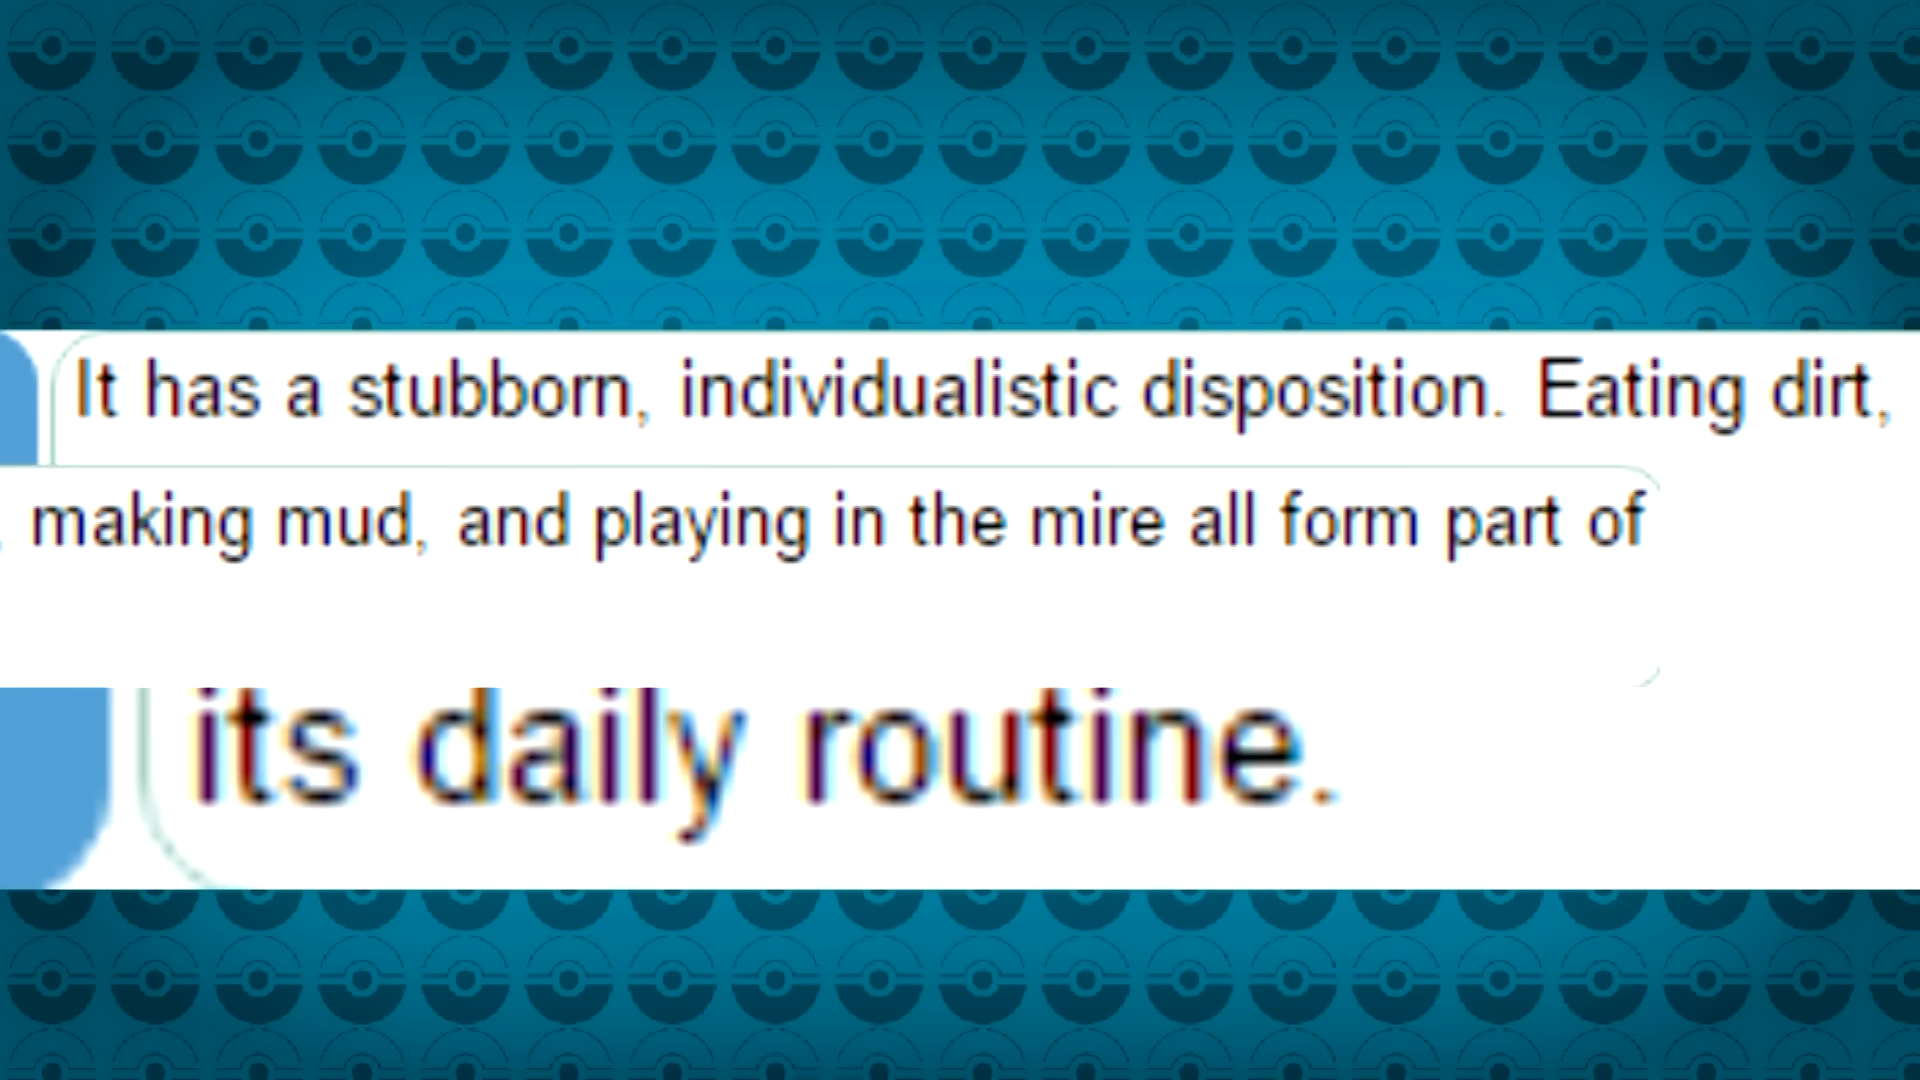 It has a stubborn, individualistic disposition. Eating dirt,
, making mud, and playing in the mire all form part of
its daily routine.